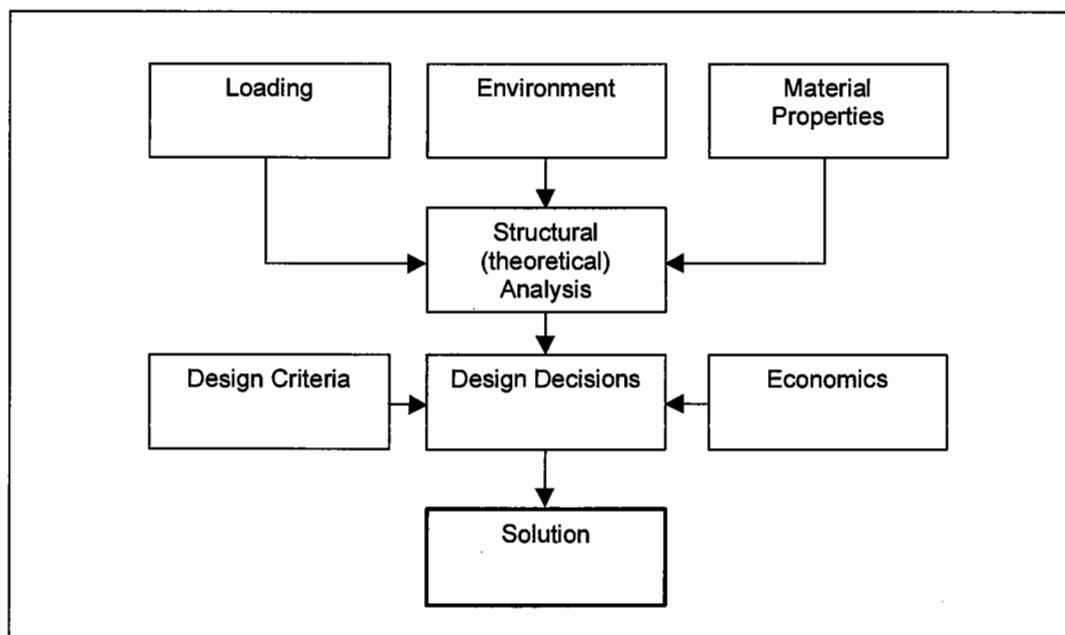 Loading
Environment
Material
Properties
Structural
(theoretical)
Analysis
Design Criteria
Design Decisions
Economics
Solution